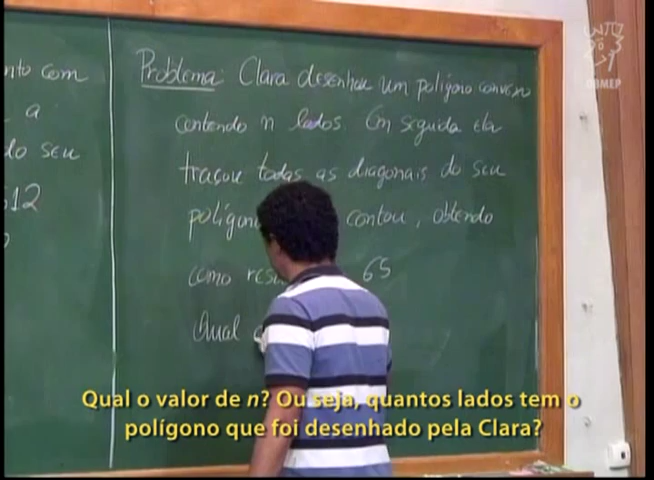 nto com
a
do seu
512
Problema: Clara desenhou um polígono convexo
contendo n lados. Em seguida ela
traçou todas as diagonais do seu
polígono contou, obtendo
como 65
Qual
OBMEP
Qual o valor de n? Ou seja, quantos lados tem o
polígono que foi desenhado pela Clara?